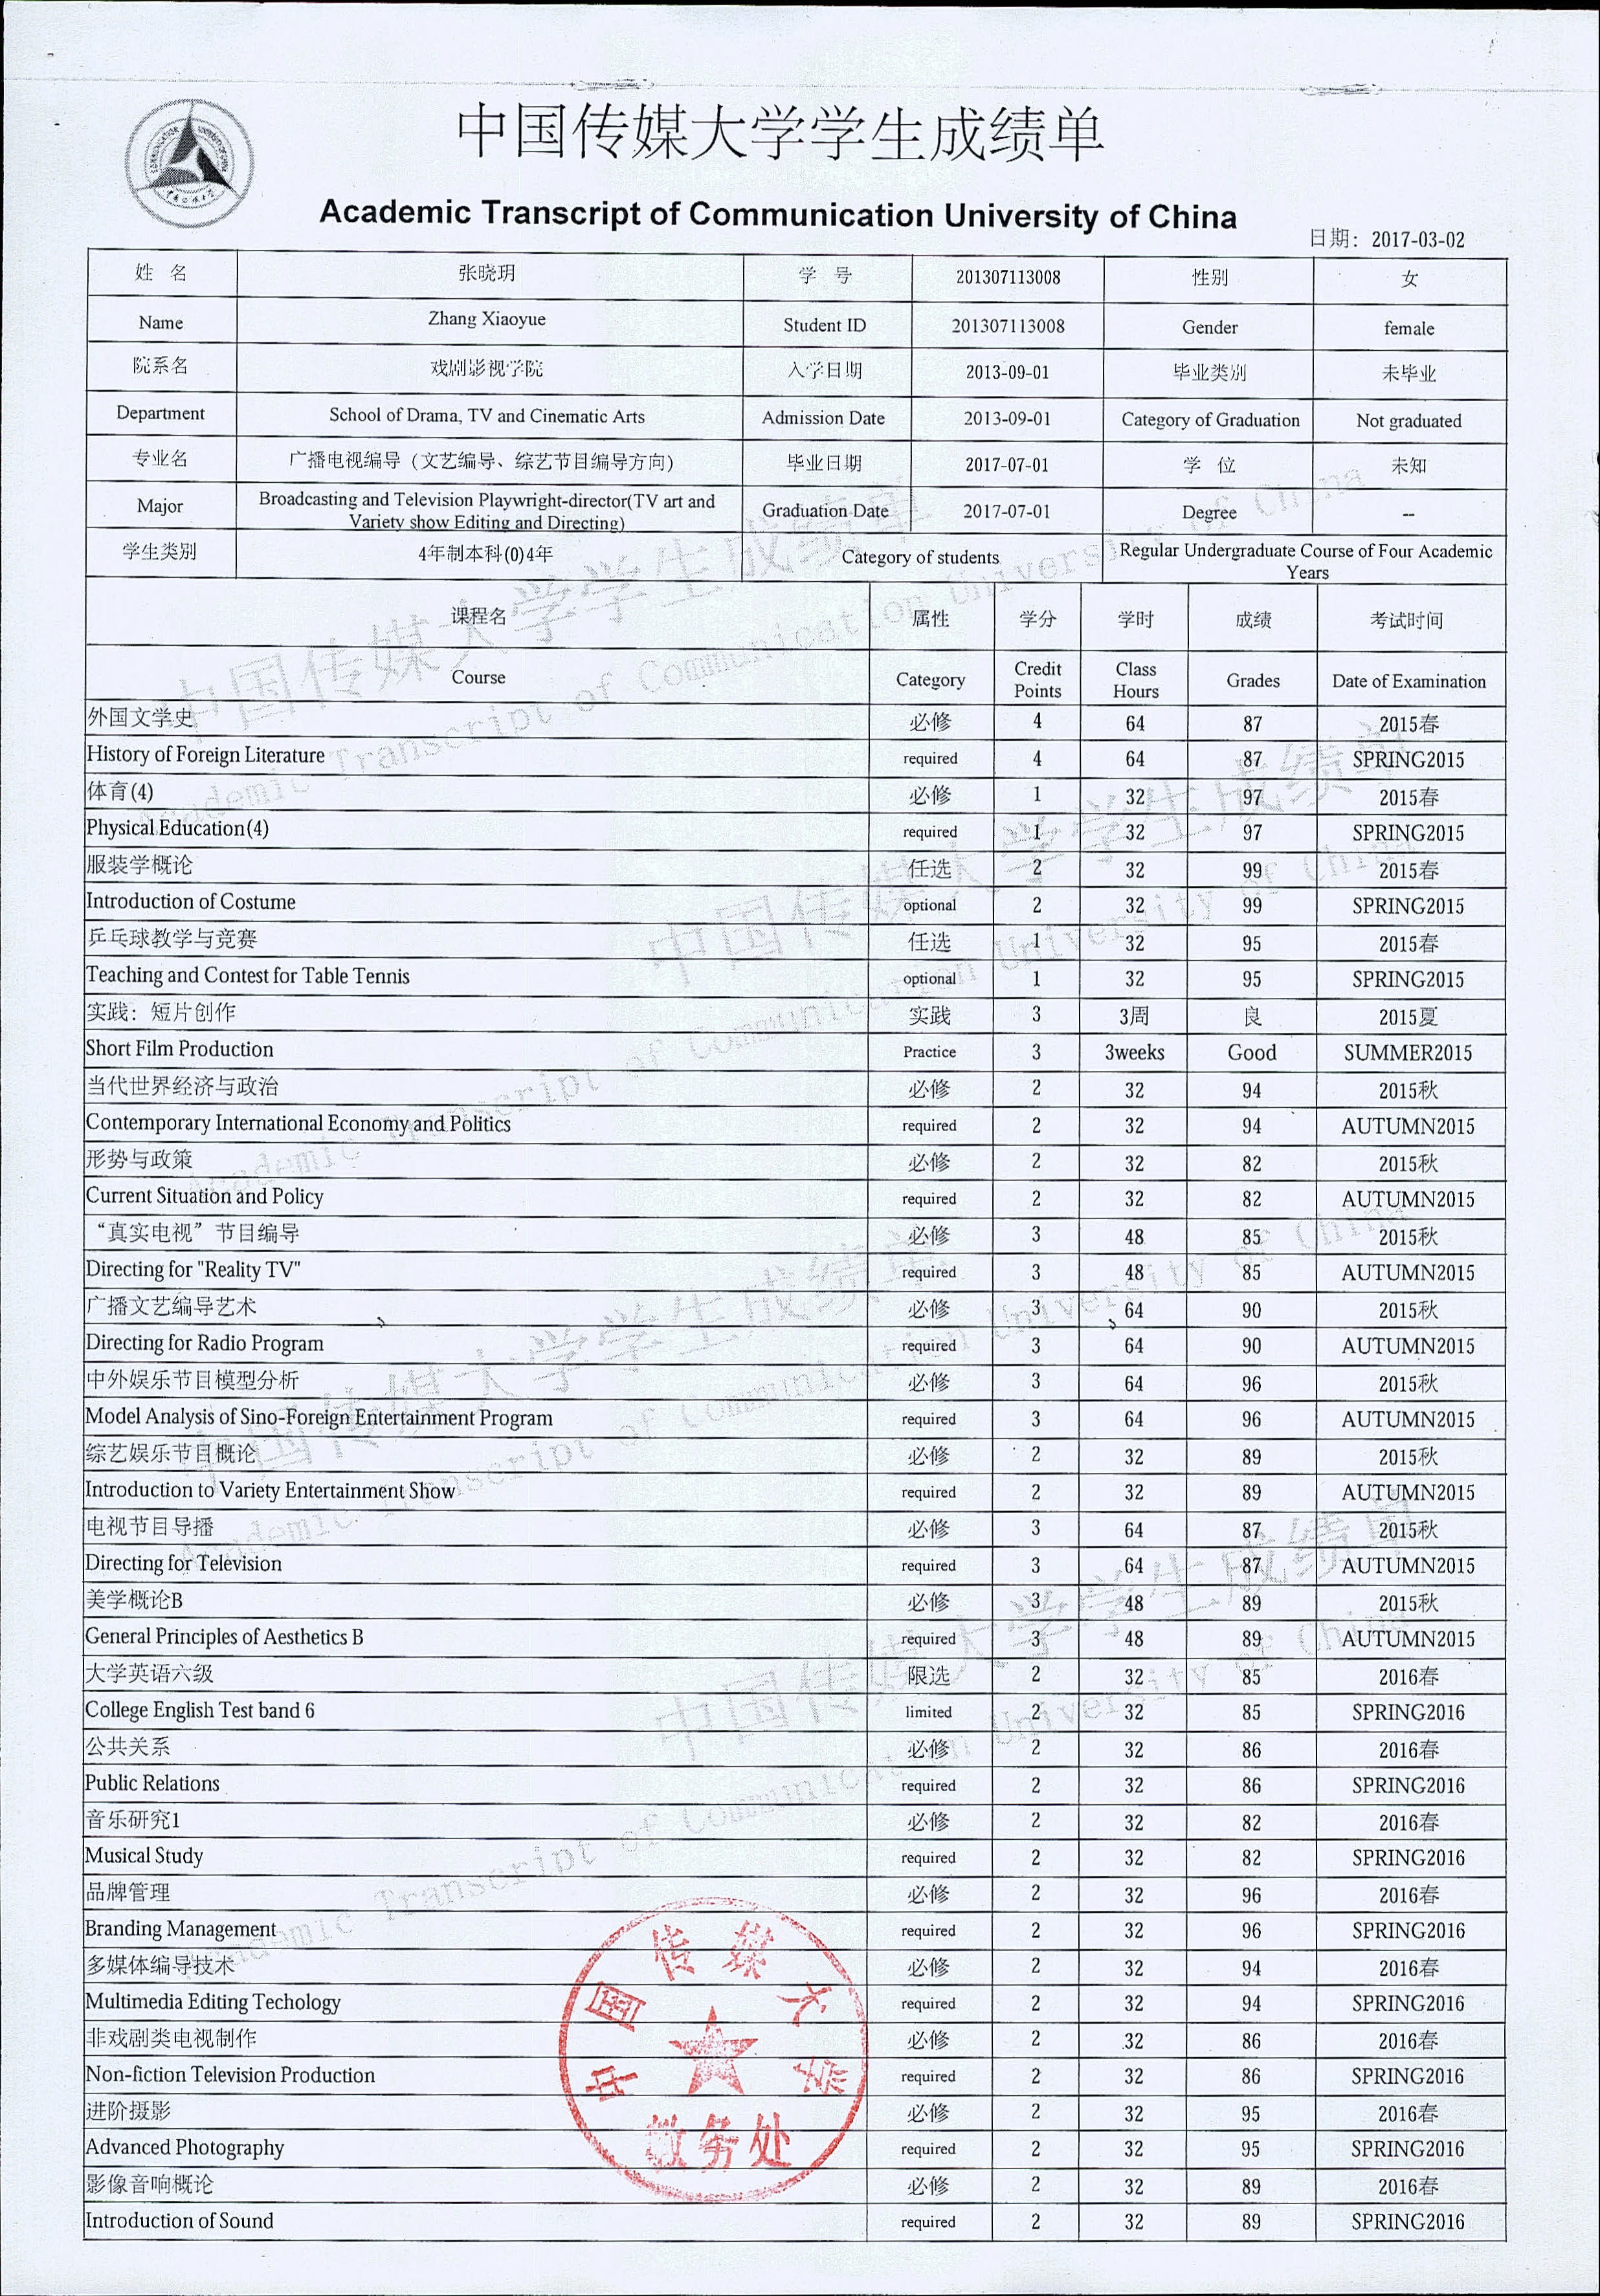 中国传媒大学学生成绩单
Academic Transcript of Communication University of China
日期: 2017-03-02
姓 名 张晓玥 学 号 201307113008 性别 女
Name Zhang Xiaoyue Student ID 201307113008 Gender female
院系名 戏剧影视学院 入学日期 2013-09-01 毕业类别 未毕业
Department School of Drama, TV and Cinematic Arts Admission Date 2013-09-01 Category of Graduation Not graduated
专业名 广播电视编导（文艺编导、综艺节目编导方向） 毕业日期 2017-07-01 学 位 未知
Major Broadcasting and Television Playwright-director(TV art and Variety show Editing and Directing) Graduation Date 2017-07-01 Degree --
学生类别 4年制本科(0)4年 Category of students Regular Undergraduate Course of Four Academic Years
课程名 属性 学分 学时 成绩 考试时间
Course Category Credit Points Class Hours Grades Date of Examination
外国文学史 必修 4 64 87 2015春
History of Foreign Literature required 4 64 87 SPRING2015
体育(4) 必修 1 32 97 2015春
Physical Education(4) required 1 32 97 SPRING2015
服装学概论 任选 2 32 99 2015春
Introduction of Costume optional 2 32 99 SPRING2015
乒乓球教学与竞赛 任选 1 32 95 2015春
Teaching and Contest for Table Tennis optional 1 32 95 SPRING2015
实践: 短片创作 实践 3 3周 良 2015夏
Short Film Production Practice 3 3weeks Good SUMMER2015
当代世界经济与政治 必修 2 32 94 2015秋
Contemporary International Economy and Politics required 2 32 94 AUTUMN2015
形势与政策 必修 2 32 82 2015秋
Current Situation and Policy required 2 32 82 AUTUMN2015
“真实电视”节目编导 必修 3 48 85 2015秋
Directing for "Reality TV" required 3 48 85 AUTUMN2015
广播文艺编导艺术 必修 3 64 90 2015秋
Directing for Radio Program required 3 64 90 AUTUMN2015
中外娱乐节目模型分析 必修 3 64 96 2015秋
Model Analysis of Sino-Foreign Entertainment Program required 3 64 96 AUTUMN2015
综艺娱乐节目概论 必修 2 32 89 2015秋
Introduction to Variety Entertainment Show required 2 32 89 AUTUMN2015
电视节目导播 必修 3 64 87 2015秋
Directing for Television required 3 64 87 AUTUMN2015
美学概论B 必修 3 48 89 2015秋
General Principles of Aesthetics B required 3 48 89 AUTUMN2015
大学英语六级 限选 2 32 85 2016春
College English Test band 6 limited 2 32 85 SPRING2016
公共关系 必修 2 32 86 2016春
Public Relations required 2 32 86 SPRING2016
音乐研究1 必修 2 32 82 2016春
Musical Study required 2 32 82 SPRING2016
品牌管理 必修 2 32 96 2016春
Branding Management required 2 32 96 SPRING2016
多媒体编导技术 必修 2 32 94 2016春
Multimedia Editing Techology required 2 32 94 SPRING2016
非戏剧类电视制作 必修 2 32 86 2016春
Non-fiction Television Production required 2 32 86 SPRING2016
进阶摄影 必修 2 32 95 2016春
Advanced Photography required 2 32 95 SPRING2016
影像音响概论 必修 2 32 89 2016春
Introduction of Sound required 2 32 89 SPRING2016
中国传媒大学
教务处